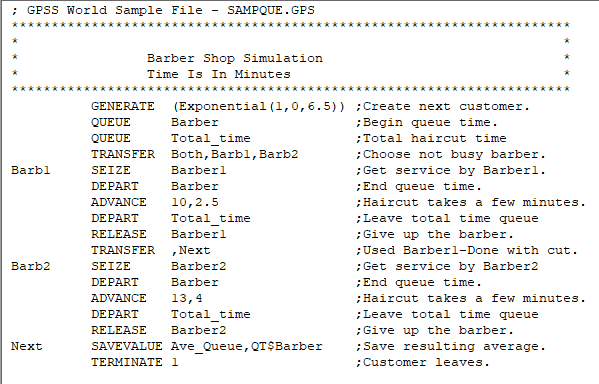 ; GPSS World Sample File - SAMPQUE.GPS
**********************************************************************
*                                                                    *
*                Barber Shop Simulation                              *
*                Time Is In Minutes                                  *
**********************************************************************
          GENERATE  (Exponential(1,0,6.5)) ;Create next customer.
          QUEUE     Barber                 ;Begin queue time.
          QUEUE     Total_time             ;Total haircut time
          TRANSFER  Both,Barb1,Barb2       ;Choose not busy barber.
Barb1     SEIZE     Barber1                ;Get service by Barber1.
          DEPART    Barber                 ;End queue time.
          ADVANCE   10,2.5                 ;Haircut takes a few minutes.
          DEPART    Total_time             ;Leave total time queue
          RELEASE   Barber1                ;Give up the barber.
          TRANSFER  ,Next                  ;Used Barber1-Done with cut.
Barb2     SEIZE     Barber2                ;Get service by Barber2
          DEPART    Barber                 ;End queue time.
          ADVANCE   13,4                   ;Haircut takes a few minutes.
          DEPART    Total_time             ;Leave total time queue
          RELEASE   Barber2                ;Give up the barber.
Next      SAVEVALUE Ave_Queue,QT$Barber    ;Save resulting average.
          TERMINATE 1                      ;Customer leaves.